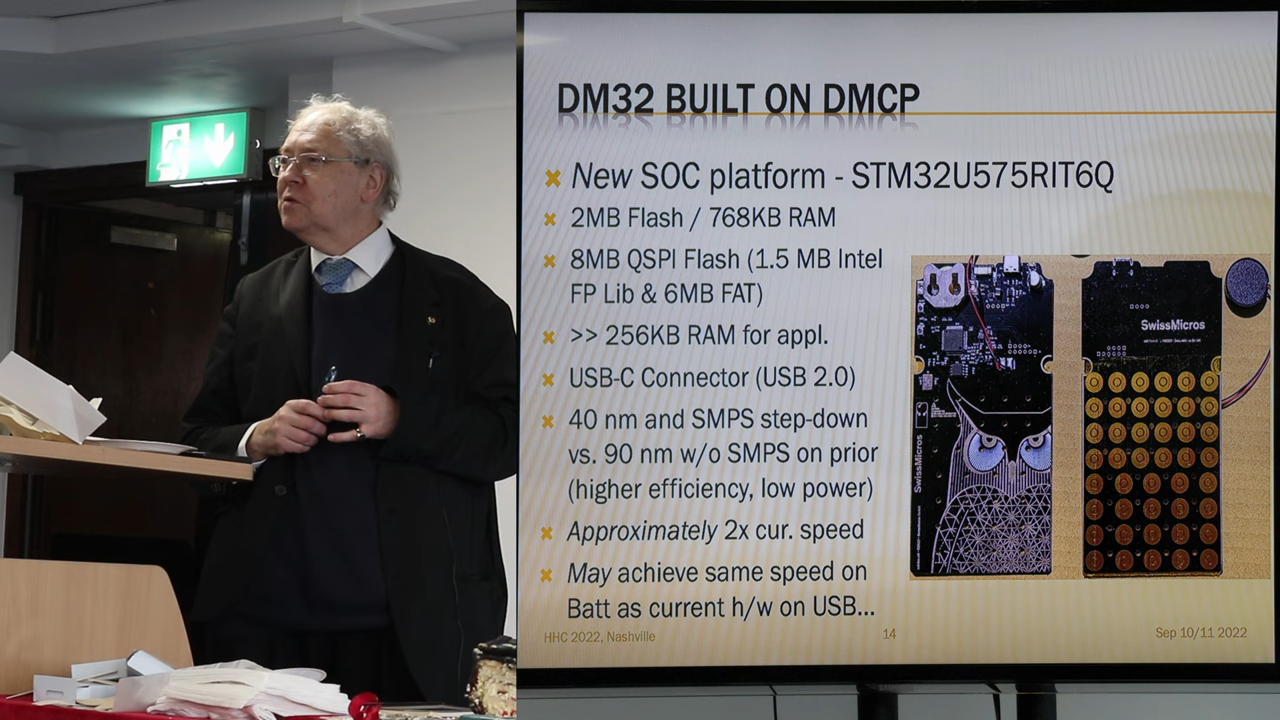 DM32 BUILT ON DMCP
New SOC platform - STM32U575RIT6Q
2MB Flash / 768KB RAM
8MB QSPI Flash (1.5 MB Intel
FP Lib & 6MB FAT)
>> 256KB RAM for appl.
USB-C Connector (USB 2.0)
40 nm and SMPS step-down
vs. 90 nm w/o SMPS on prior
(higher efficiency, low power)
Approximately 2x cur. speed
May achieve same speed on
Batt as current h/w on USB...
SwissMicros
SwissMicros
HHC 2022, Nashville
14
Sep 10/11 2022